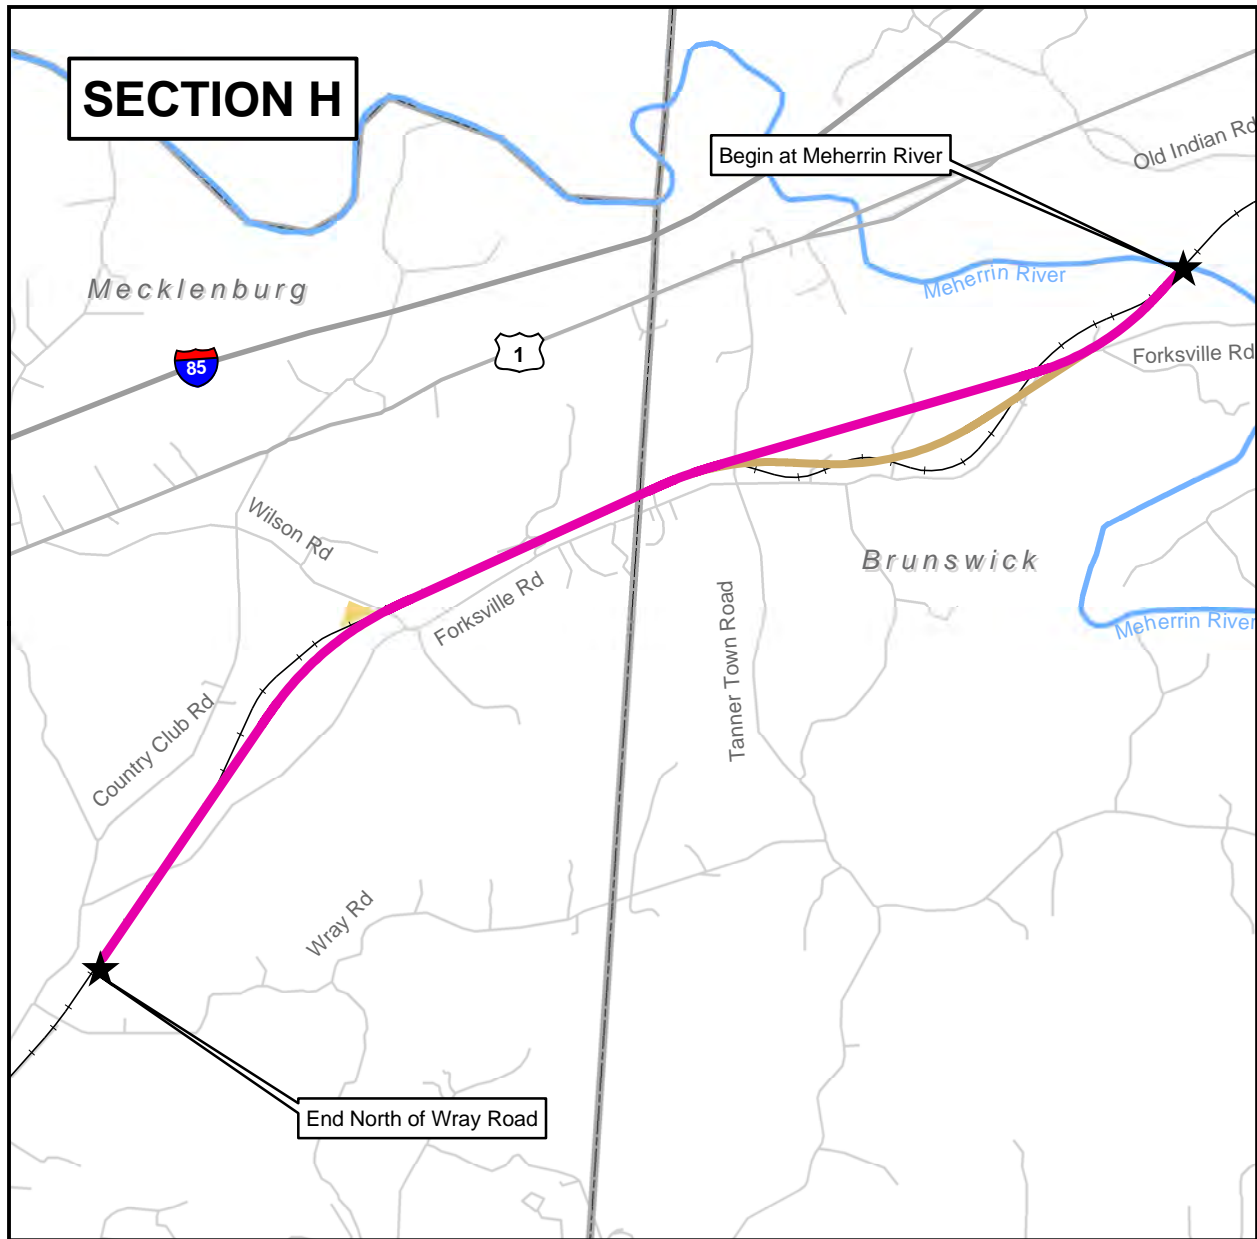 SECTION H
Begin at Meherrin River
Old Indian Rd
Mecklenburg
Meherrin River
85
1
Forksville Rd
Wilson Rd
Brunswick
Forksville Rd
Tanner Town Road
Meherrin River
Country Club Rd
Wray Rd
End North of Wray Road